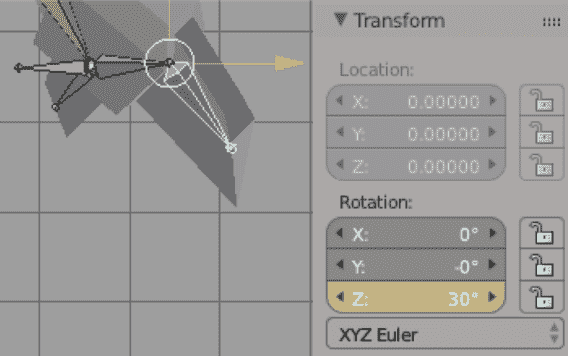 Transform
Location:
X: 0.00000
Y: 0.00000
Z: 0.00000
Rotation:
X: 0°
Y: -0°
Z: 30°
XYZ Euler